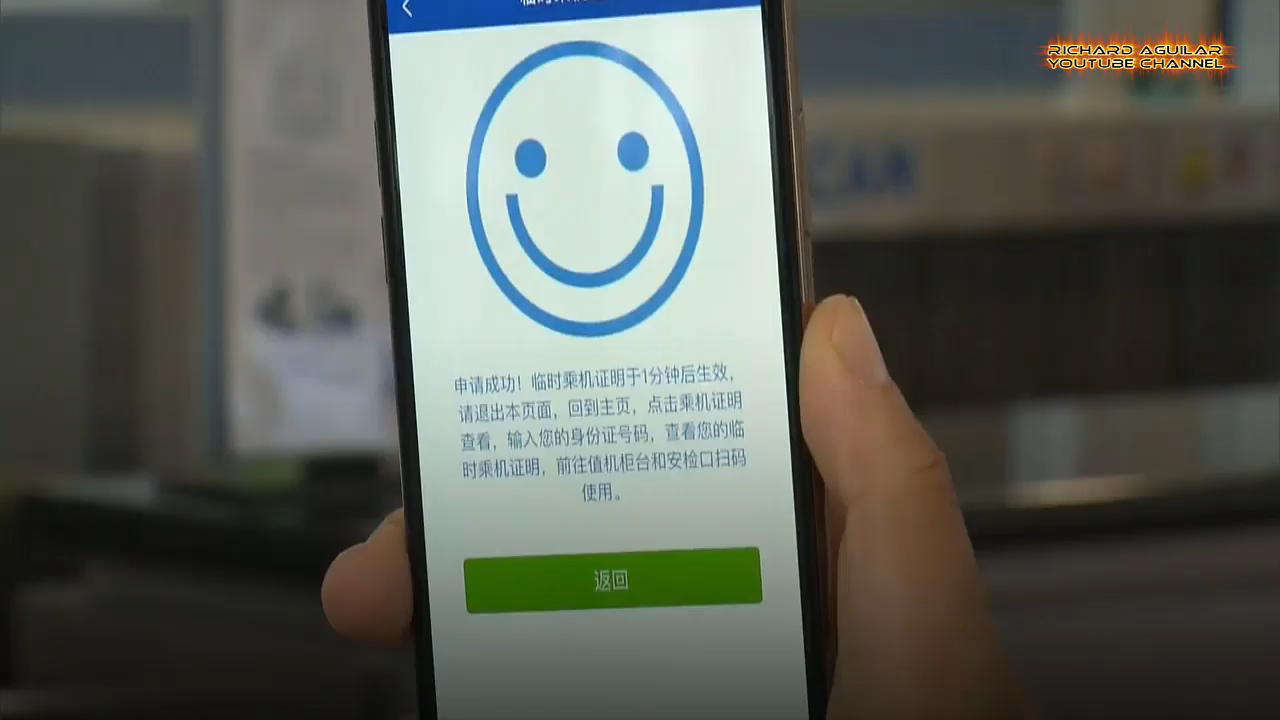 RICHARD AGUILAR
YOUTUBE CHANNEL
申请成功！临时乘机证明于1分钟后生效，
请退出本页面，回到主页，点击乘机证明
查看，输入您的身份证号码，查看您的临
时乘机证明，前往值机柜台和安检口扫码
使用。
返回